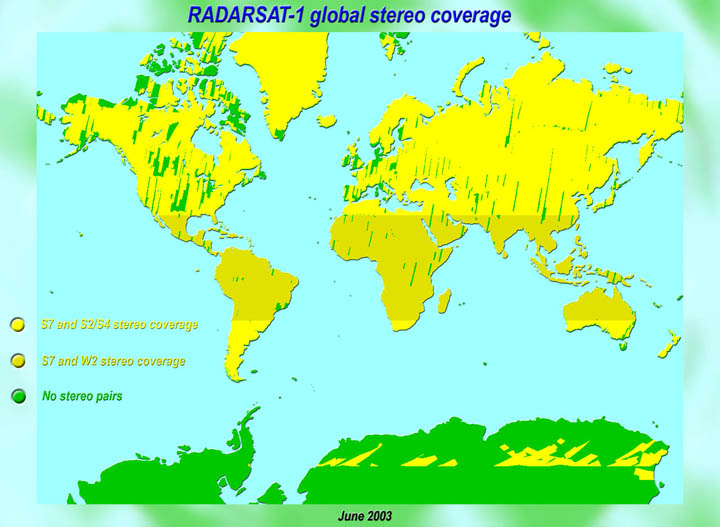 RADARSAT-1 global stereo coverage
S7 and S2/S4 stereo coverage
S7 and W2 stereo coverage
No stereo pairs
June 2003